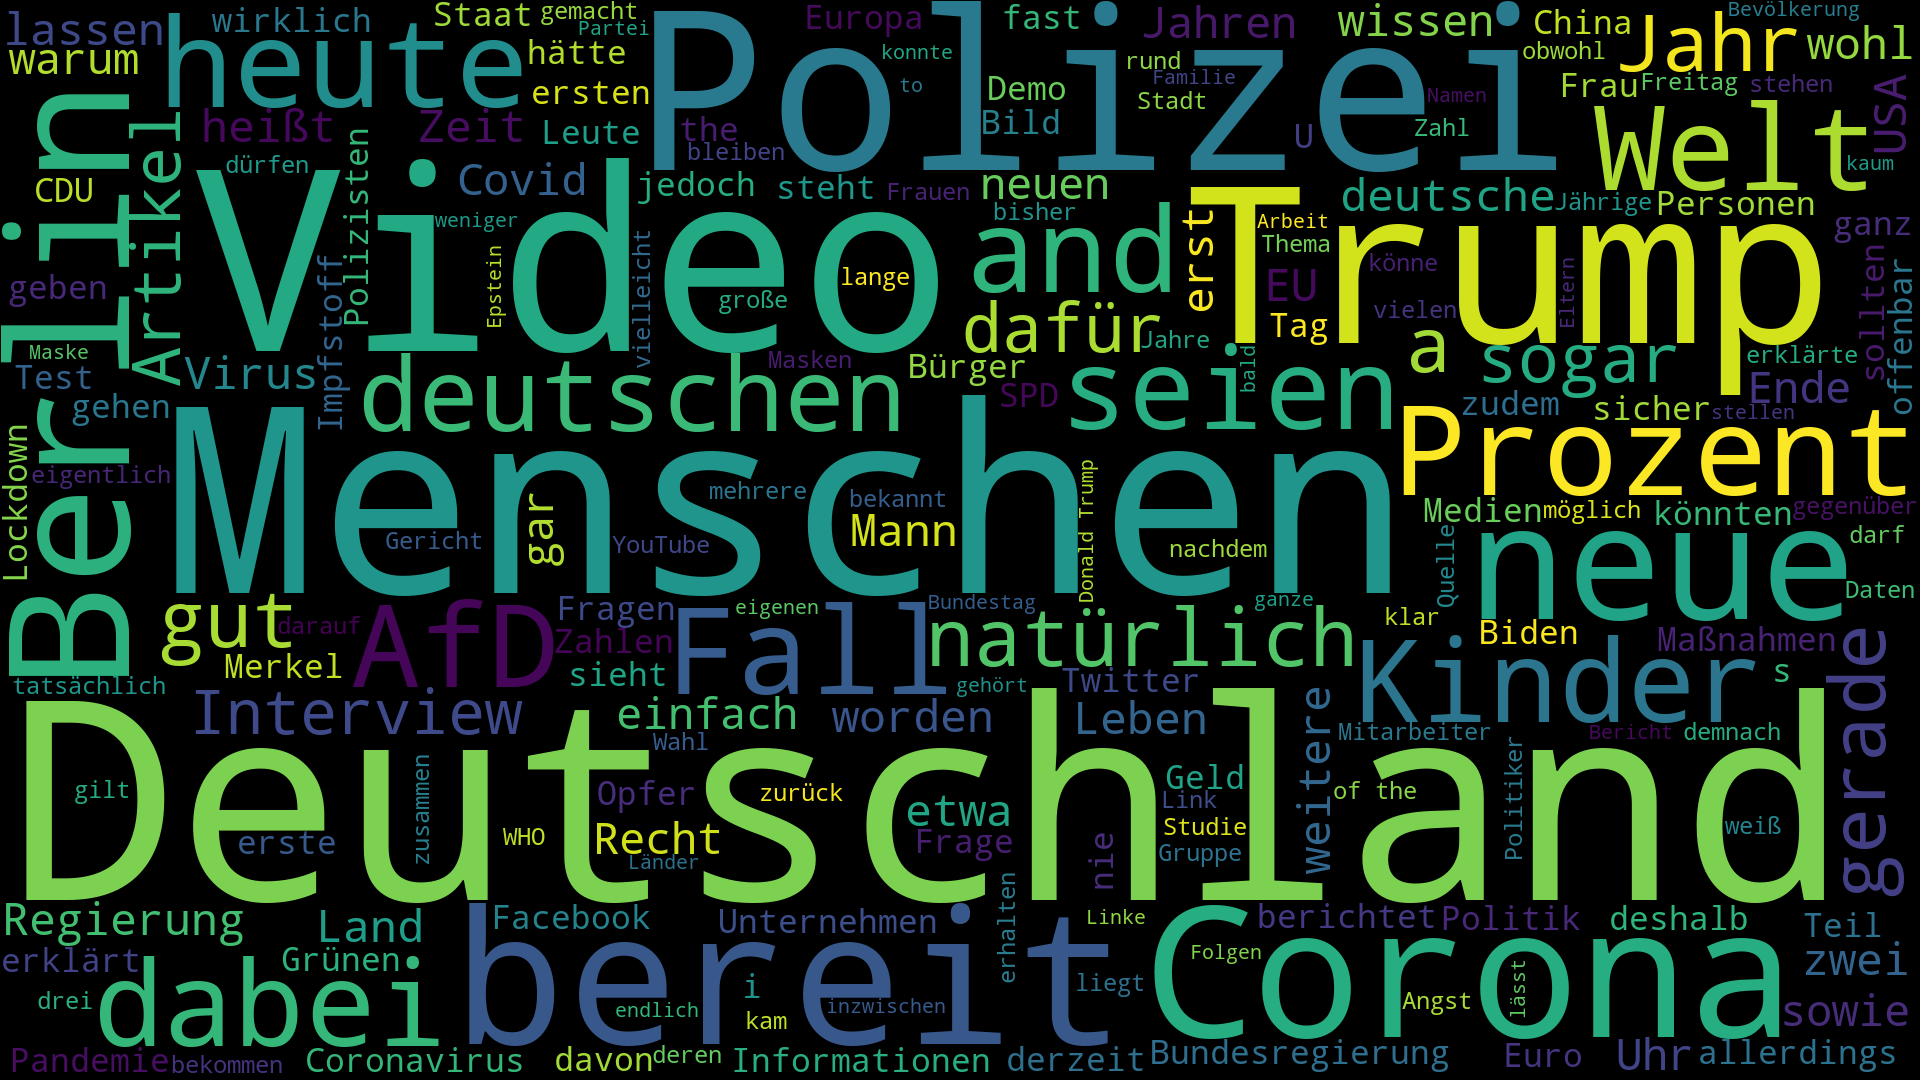 lassen
wirklich
Staat
gemacht
Partei
Europa
fast
Jahren
wissen
China
Bevölkerung
Jahr
wohl
warum
heute
hätte
Polizei
konnte
rund
obwohl
ersten
to
Demo
Familie
Stadt
Frau
Freitag
stehen
Namen
USA
Berlin
Artikel
heißt
Zeit
Leute
the
Bild
U
Zahl
Welt
bleiben
kaum
dürfen
Polizisten
Covid
jedoch
steht
Frauen
neuen
deutsche
Jährige
Personen
CDU
Video
weniger
bisher
and
erst
Trump
Arbeit
Thema
ganz
geben
Impfstoff
Epstein
vielleicht
große
lange
EU
könne
vielen
Eltern
sollten
offenbar
dafür
Jahre
Tag
a
sogar
erklärte
Maske
Test
Virus
Masken
Bürger
bald
Ende
gehen
deutschen
SPD
seien
zudem
sicher
stellen
Prozent
Lockdown
eigentlich
Menschen
mehrere
bekannt
Donald Trump
Medien
möglich
könnten
gegenüber
gar
Gericht
YouTube
Mann
nachdem
Quelle
neue
darf
Daten
gut
darauf
AfD
Fragen
Zahlen
Fall
eigenen
Bundestag
natürlich
ganze
klar
Biden
Maßnahmen
Merkel
sieht
gehört
Twitter
Kinder
s
gerade
tatsächlich
Interview
einfach
worden
Leben
weitere
Mitarbeiter
Bericht
demnach
Wahl
Deutschland
gilt
zusammen
Opfer
zurück
etwa
Geld
Link
of the
Politiker
erste
WHO
Recht
Länder
Frage
nie
Studie
Gruppe
weiß
Regierung
Land
Facebook
Unternehmen
erhalten
Linke
berichtet
Politik
deshalb
Teil
erklärt
Grünen
bereit
Corona
Folgen
zwei
drei
dabei
i
liegt
Angst
lässt
endlich
kam
inzwischen
sowie
Pandemie
bekommen
Coronavirus
davon
deren
Informationen
derzeit
Bundesregierung
Euro
Uhr
allerdings